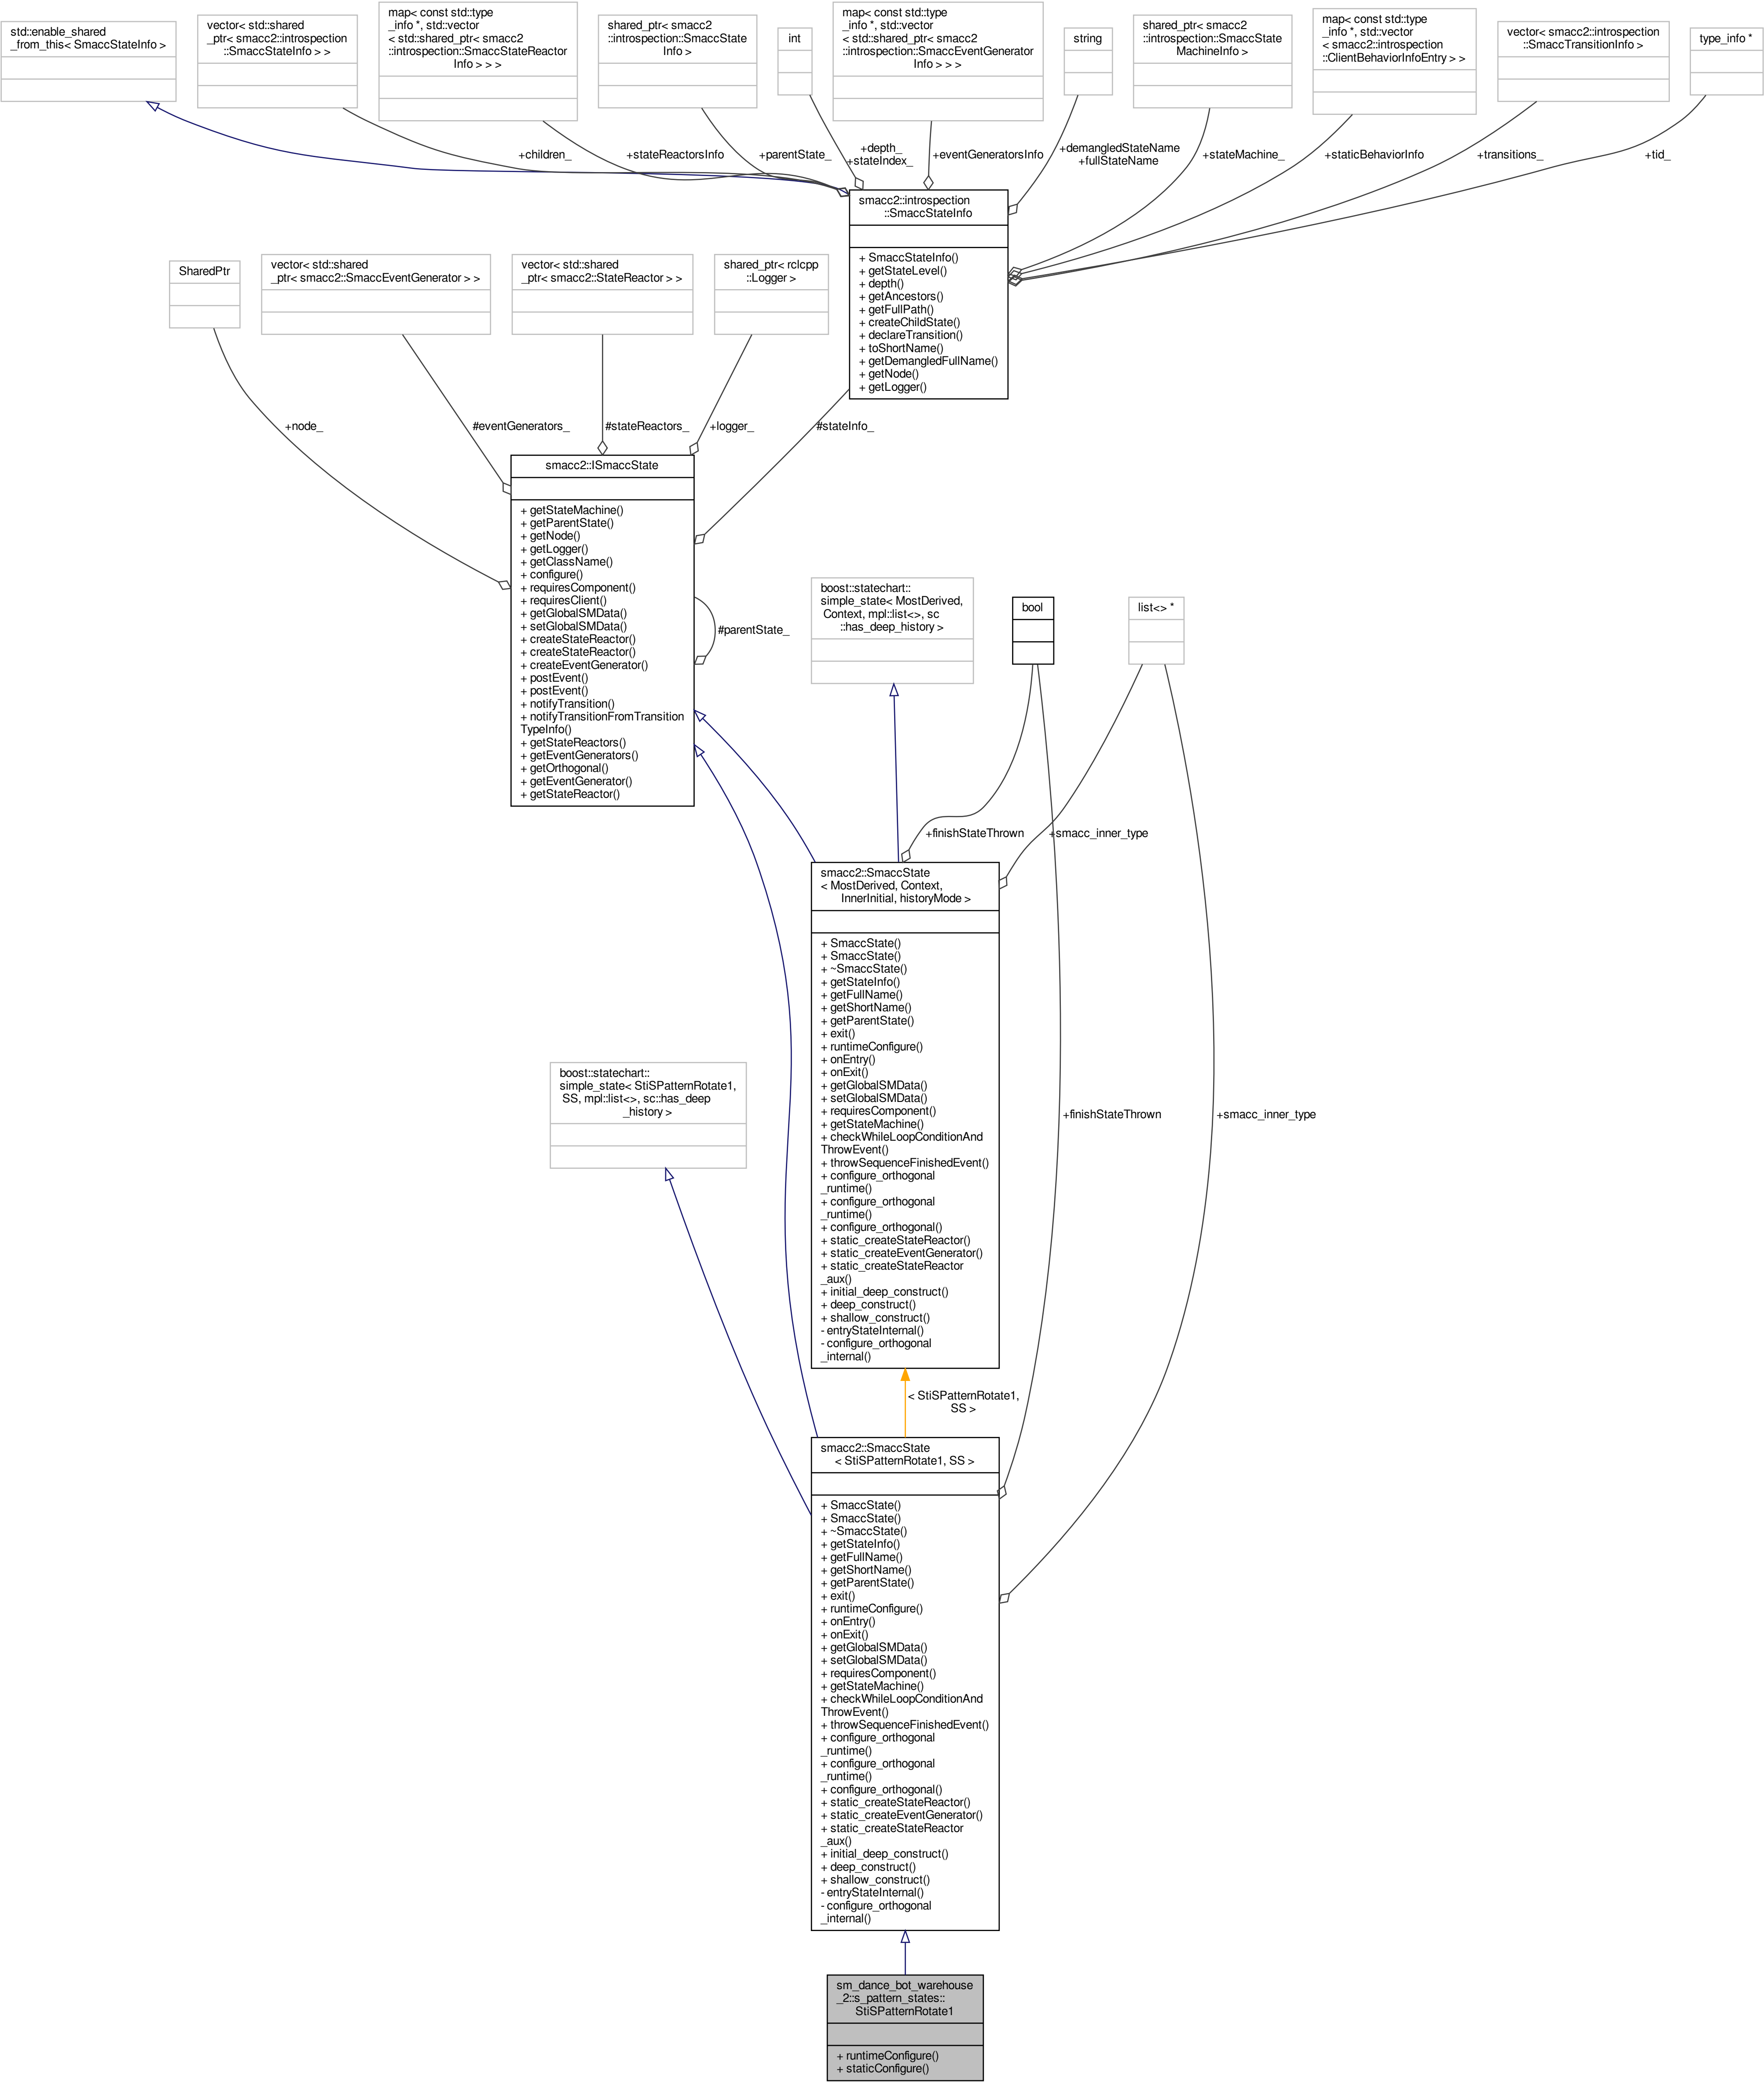 std::enable_shared
_from_this< SmaccStateInfo >
vector< std::shared
_ptr< smacc2::introspection
::SmaccStateInfo > >
map< const std::type
_info *, std::vector
< std::shared_ptr< smacc2
::introspection::SmaccStateReactor
Info > > >
shared_ptr< smacc2
::introspection::SmaccState
Info >
int
map< const std::type
_info *, std::vector
< std::shared_ptr< smacc2
::introspection::SmaccEventGenerator
Info > > >
string
shared_ptr< smacc2
::introspection::SmaccState
MachineInfo >
map< const std::type
_info *, std::vector
< smacc2::introspection
::ClientBehaviorInfoEntry > >
vector< smacc2::introspection
::SmaccTransitionInfo >
type_info *
+children_
+stateReactorsInfo
+parentState_
+depth_
+stateIndex_
+eventGeneratorsInfo
+demangledStateName
+fullStateName
+stateMachine_
+staticBehaviorInfo
+transitions_
+tid_
smacc2::introspection
::SmaccStateInfo
+ SmaccStateInfo()
+ getStateLevel()
+ depth()
+ getAncestors()
+ getFullPath()
+ createChildState()
+ declareTransition()
+ toShortName()
+ getDemangledFullName()
+ getNode()
+ getLogger()
SharedPtr
vector< std::shared
_ptr< smacc2::SmaccEventGenerator > >
vector< std::shared
_ptr< smacc2::StateReactor > >
shared_ptr< rclcpp
::Logger >
+node_
#eventGenerators_
#stateReactors_
+logger_
#stateInfo_
smacc2::ISmaccState
+ getStateMachine()
+ getParentState()
+ getNode()
+ getLogger()
+ getClassName()
+ configure()
+ requiresComponent()
+ requiresClient()
+ getGlobalSMData()
+ setGlobalSMData()
+ createStateReactor()
+ createStateReactor()
+ createEventGenerator()
+ postEvent()
+ postEvent()
+ notifyTransition()
+ notifyTransitionFromTransition
TypeInfo()
+ getStateReactors()
+ getEventGenerators()
+ getOrthogonal()
+ getEventGenerator()
+ getStateReactor()
#parentState_
boost::statechart::
simple_state< MostDerived,
Context, mpl::list<>, sc
::has_deep_history >
bool
list<> *
+finishStateThrown
+smacc_inner_type
smacc2::SmaccState
< MostDerived, Context,
InnerInitial, historyMode >
+ SmaccState()
+ SmaccState()
+ ~SmaccState()
+ getStateInfo()
+ getFullName()
+ getShortName()
+ getParentState()
+ exit()
+ runtimeConfigure()
+ onEntry()
+ onExit()
+ getGlobalSMData()
+ setGlobalSMData()
+ requiresComponent()
+ getStateMachine()
+ checkWhileLoopConditionAnd
ThrowEvent()
+ throwSequenceFinishedEvent()
+ configure_orthogonal
_runtime()
+ configure_orthogonal
_runtime()
+ configure_orthogonal()
+ static_createStateReactor()
+ static_createEventGenerator()
+ static_createStateReactor
_aux()
+ initial_deep_construct()
+ deep_construct()
+ shallow_construct()
- entryStateInternal()
- configure_orthogonal
_internal()
boost::statechart::
simple_state< StiSPatternRotate1,
SS, mpl::list<>, sc::has_deep
_history >
+finishStateThrown
+smacc_inner_type
< StiSPatternRotate1,
SS >
smacc2::SmaccState
< StiSPatternRotate1, SS >
+ SmaccState()
+ SmaccState()
+ ~SmaccState()
+ getStateInfo()
+ getFullName()
+ getShortName()
+ getParentState()
+ exit()
+ runtimeConfigure()
+ onEntry()
+ onExit()
+ getGlobalSMData()
+ setGlobalSMData()
+ requiresComponent()
+ getStateMachine()
+ checkWhileLoopConditionAnd
ThrowEvent()
+ throwSequenceFinishedEvent()
+ configure_orthogonal
_runtime()
+ configure_orthogonal
_runtime()
+ configure_orthogonal()
+ static_createStateReactor()
+ static_createEventGenerator()
+ static_createStateReactor
_aux()
+ initial_deep_construct()
+ deep_construct()
+ shallow_construct()
- entryStateInternal()
- configure_orthogonal
_internal()
sm_dance_bot_warehouse
_2::s_pattern_states::
StiSPatternRotate1
+ runtimeConfigure()
+ staticConfigure()